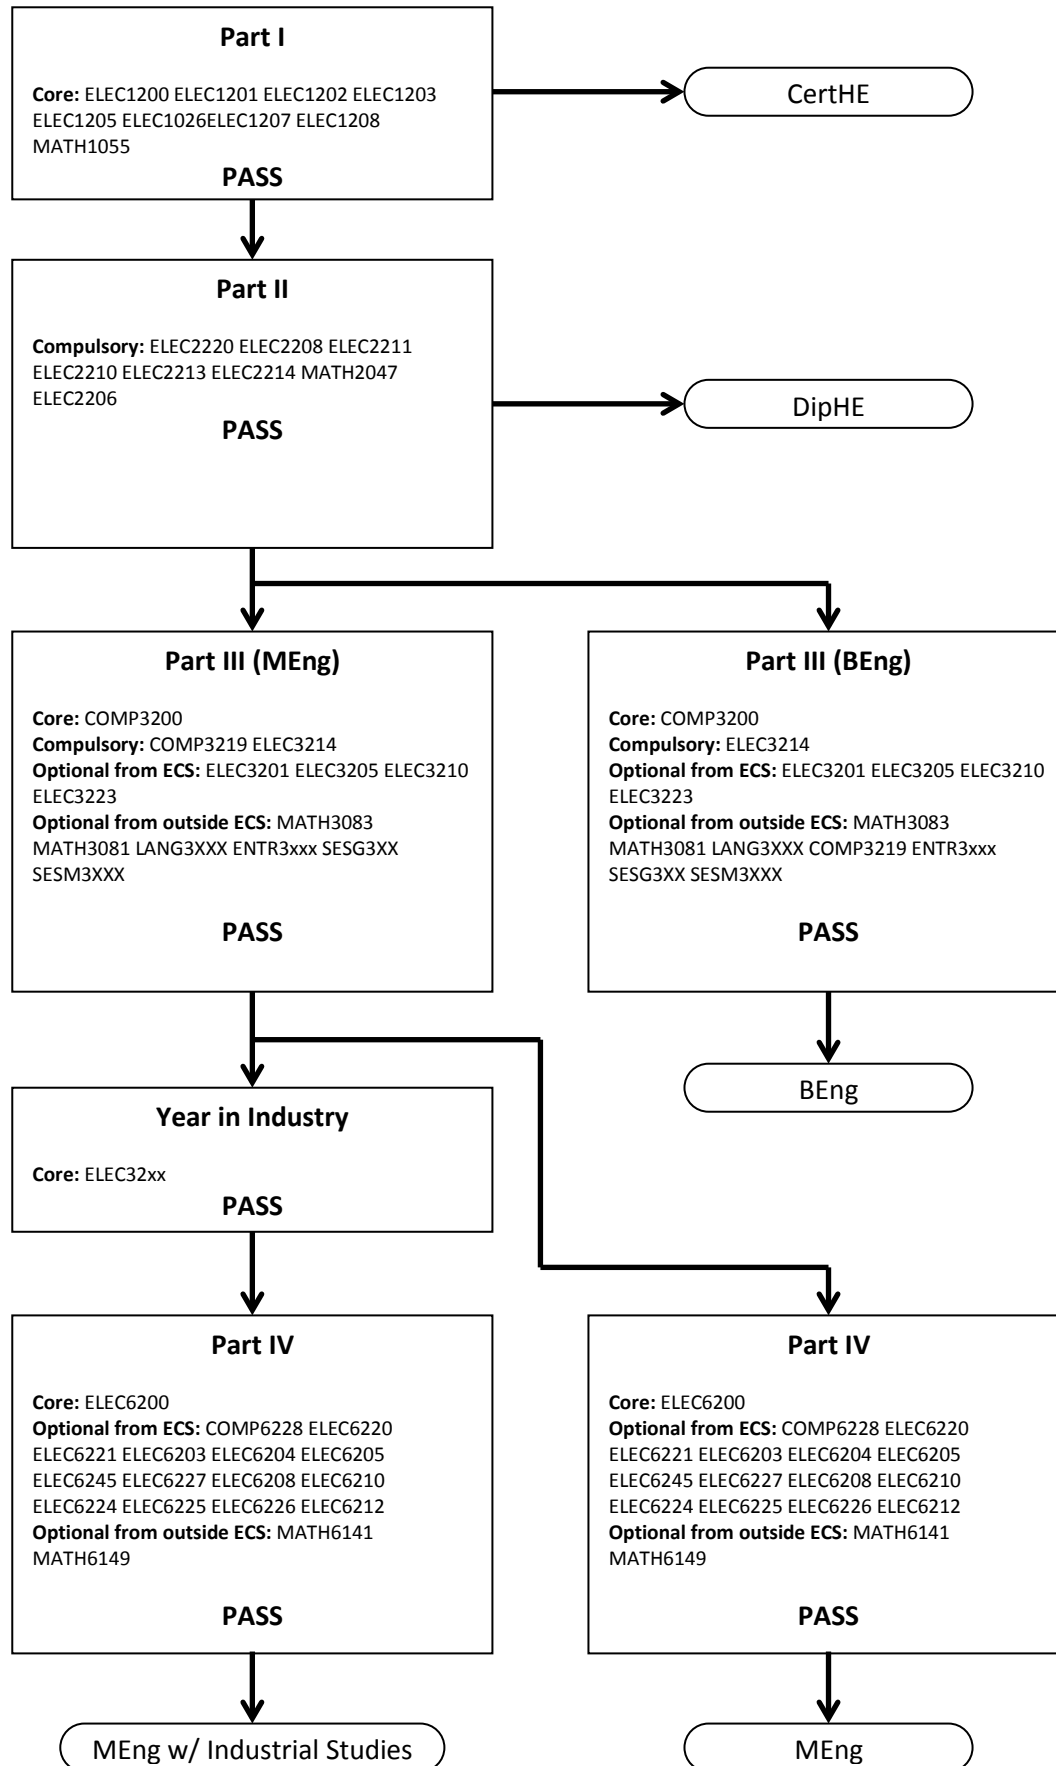 Part I
Core: ELEC1200 ELEC1201 ELEC1202 ELEC1203
ELEC1205 ELEC1026ELEC1207 ELEC1208
MATH1055
PASS
CertHE
Part II
Compulsory: ELEC2220 ELEC2208 ELEC2211
ELEC2210 ELEC2213 ELEC2214 MATH2047
ELEC2206
PASS
DipHE
Part III (MEng)
Core: COMP3200
Compulsory: COMP3219 ELEC3214
Optional from ECS: ELEC3201 ELEC3205 ELEC3210
ELEC3223
Optional from outside ECS: MATH3083
MATH3081 LANG3XXX ENTR3xxx SESG3XX
SESM3XXX
PASS
Part III (BEng)
Core: COMP3200
Compulsory: ELEC3214
Optional from ECS: ELEC3201 ELEC3205 ELEC3210
ELEC3223
Optional from outside ECS: MATH3083
MATH3081 LANG3XXX COMP3219 ENTR3xxx
SESG3XX SESM3XXX
PASS
BEng
Year in Industry
Core: ELEC32xx
PASS
Part IV
Core: ELEC6200
Optional from ECS: COMP6228 ELEC6220
ELEC6221 ELEC6203 ELEC6204 ELEC6205
ELEC6245 ELEC6227 ELEC6208 ELEC6210
ELEC6224 ELEC6225 ELEC6226 ELEC6212
Optional from outside ECS: MATH6141
MATH6149
PASS
Part IV
Core: ELEC6200
Optional from ECS: COMP6228 ELEC6220
ELEC6221 ELEC6203 ELEC6204 ELEC6205
ELEC6245 ELEC6227 ELEC6208 ELEC6210
ELEC6224 ELEC6225 ELEC6226 ELEC6212
Optional from outside ECS: MATH6141
MATH6149
PASS
MEng w/ Industrial Studies
MEng